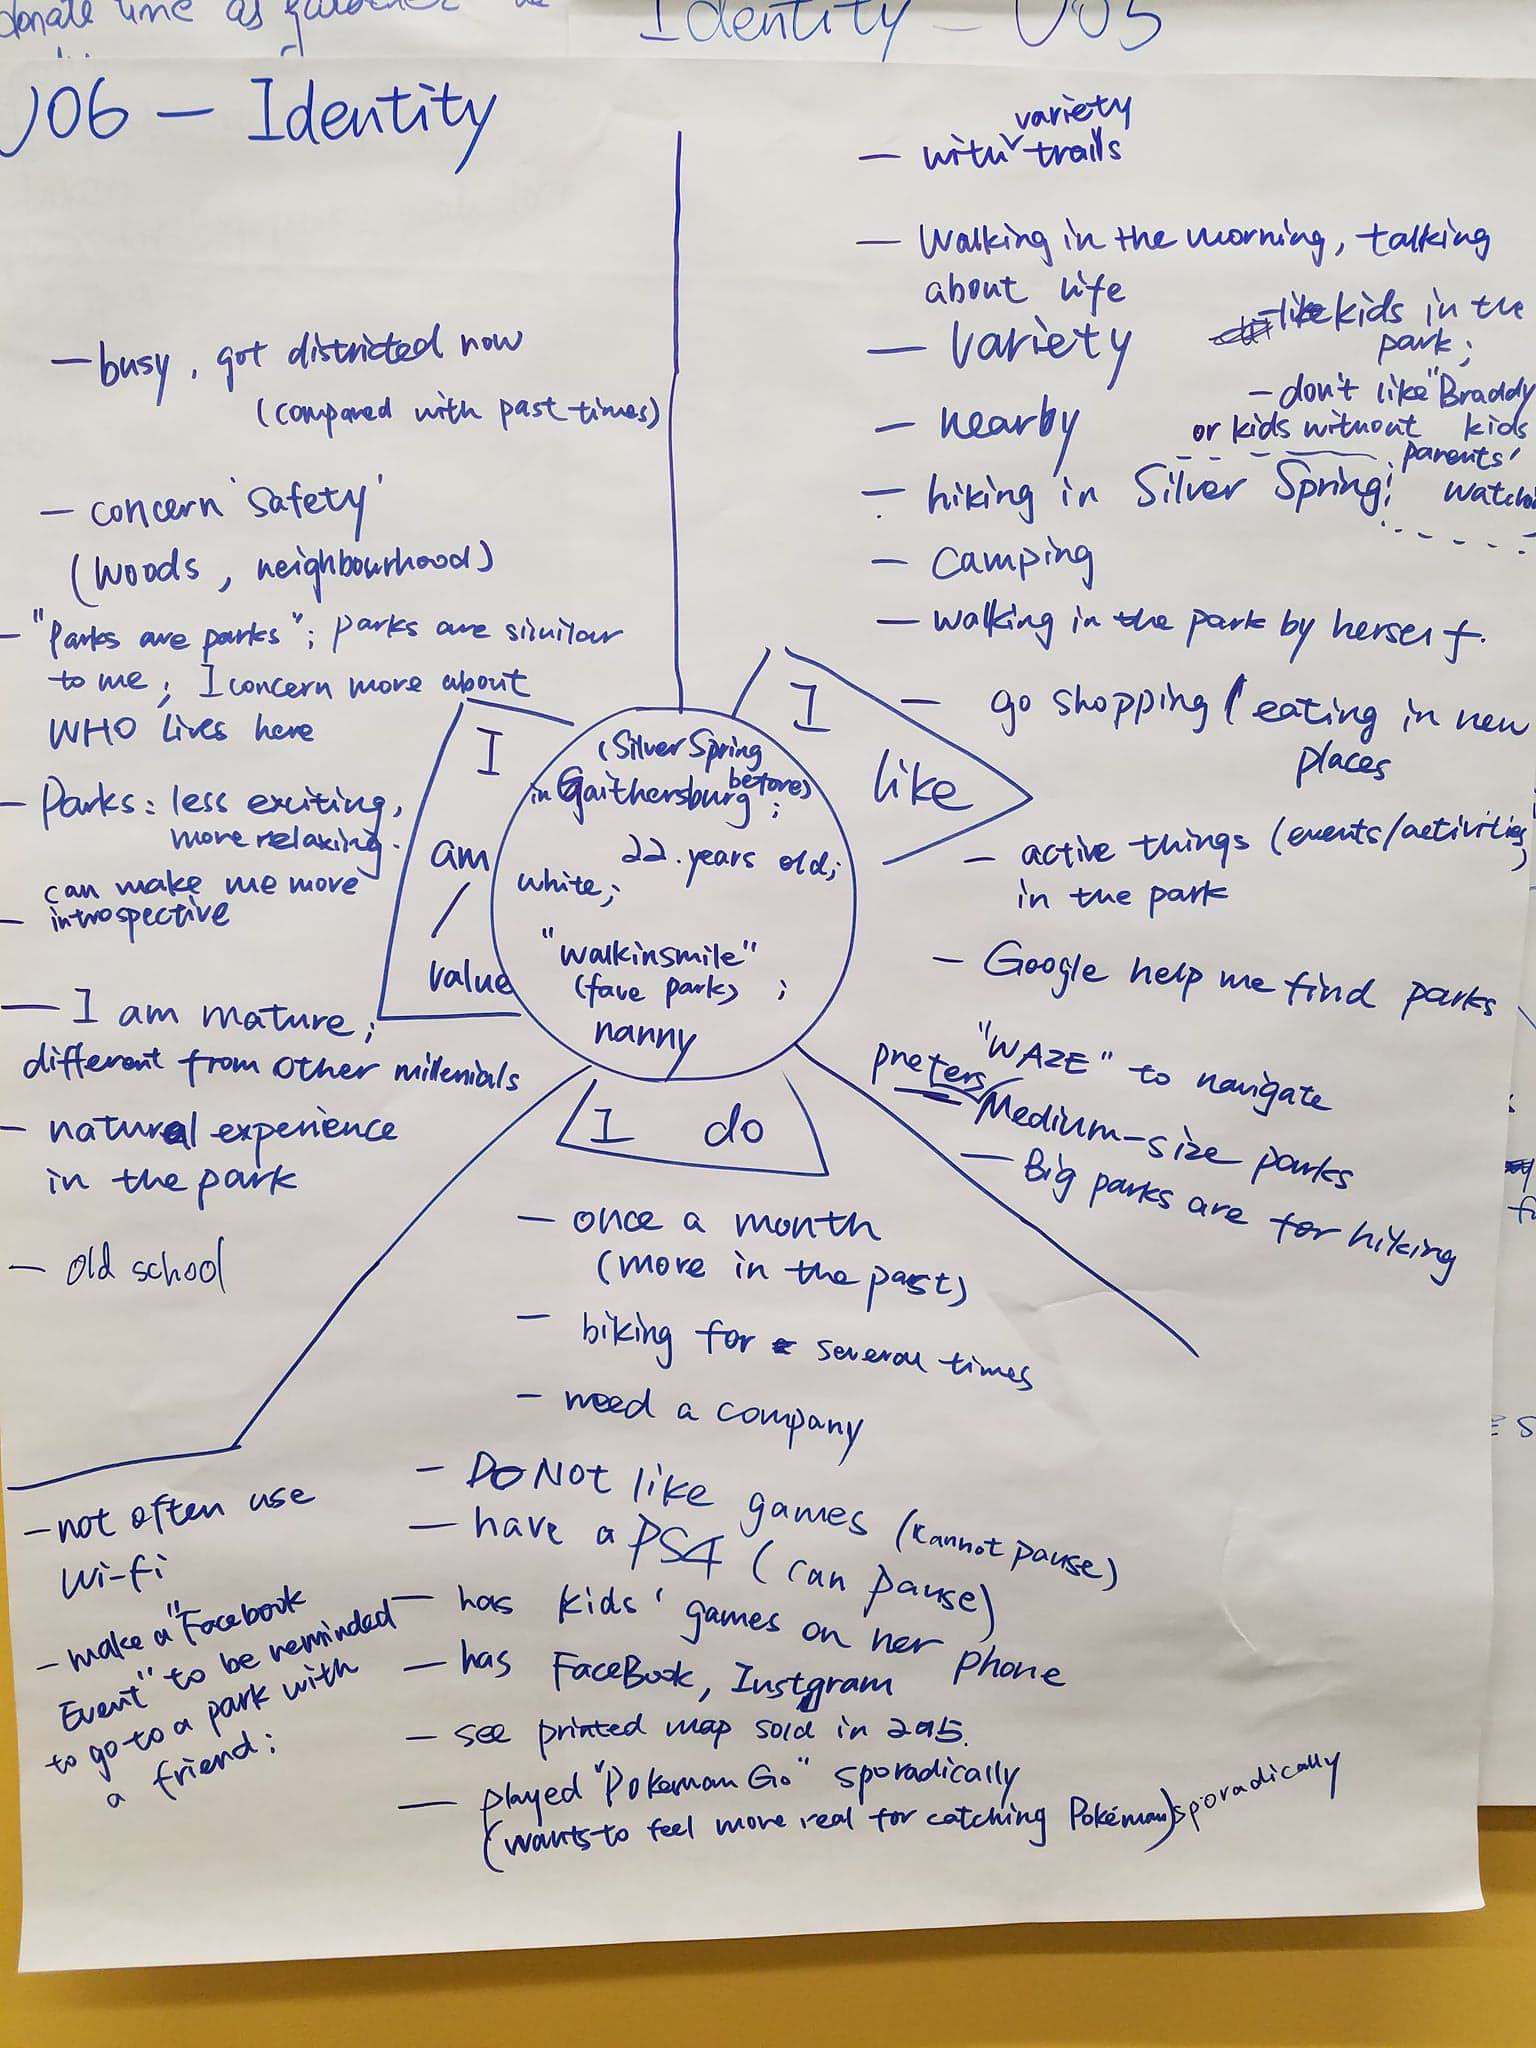 donate time as
Identity - U05
U06 - Identity
- busy, got districted now
(compared with past times)
- concern 'safety'
(woods, neighbourhood)
- "Parks are parks"; parks are similar
to me; I concern more about
WHO lives here
- Parks: less exciting,
more relaxing.
can make me more
- introspective
- I am mature;
different from other millenials
- natural experience
in the park
- old school
I
am
/
value
(Silver Spring
before)
in Gaithersburg;
22 years old;
white;
"Walkinsmile"
(fave park);
nanny
I
like
variety
- with ˅ trails
- Walking in the morning, talking
about life
- like kids in the
park;
- Variety
- don't like "Braddy
kids
- nearby
or kids without
parents'
- hiking in Silver Spring;
- camping
- walking in the park by herself.
- go shopping / eating in new
places
- active things (events/activities)
in the park
- Google help me find parks
"WAZE" to navigate
prefers
- Medium-size parks
- Big parks are for hiking
I do
- once a month
(more in the past)
- biking for several times
- need a company
- DO NOT like games (cannot pause)
- have a PS4 (can pause)
- has kids' games on her phone
- has FaceBook, Instgram
- see printed map sold in 2015.
- played "Pokeman Go" sporadically
(wants to feel more real for catching Pokéman) sporadically
- not often use
Wi-Fi
- make a "Facebook
Event" to be reminded
to go to a park with
a friend;